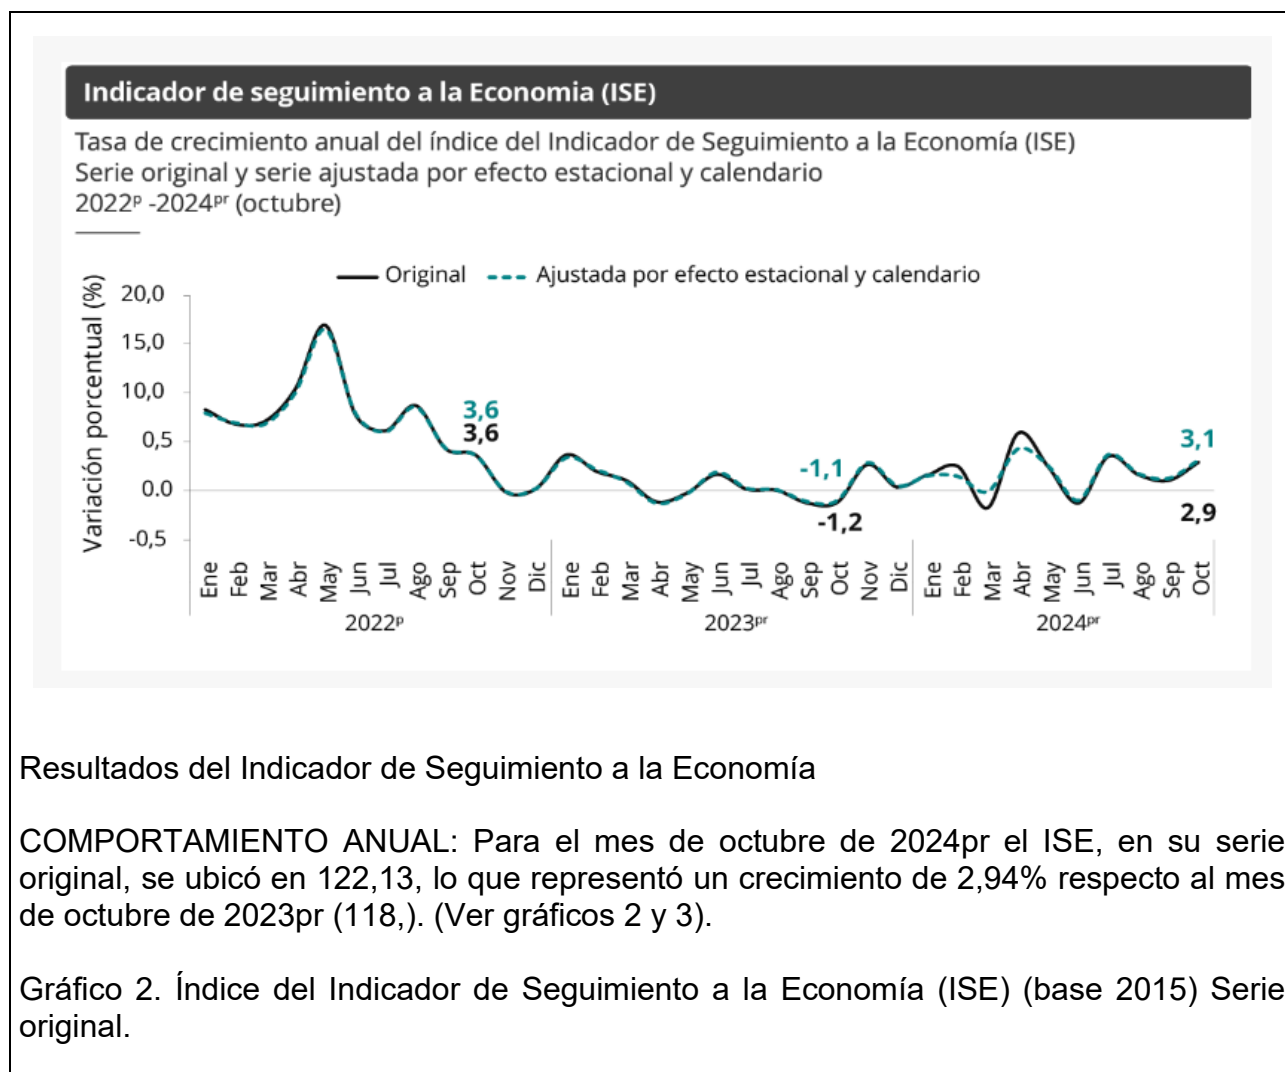 Indicador de seguimiento a la Economia (ISE)
Tasa de crecimiento anual del índice del Indicador de Seguimiento a la Economía (ISE)
Serie original y serie ajustada por efecto estacional y calendario
2022ᵖ -2024ᵖʳ (octubre)
Original Ajustada por efecto estacional y calendario
Variación porcentual (%)
20,0
15,0
10,0
0,5
0.0
-0,5
3,6
3,6
-1,1
-1,2
3,1
2,9
Ene Feb Mar Abr May Jun Jul Ago Sep Oct Nov Dic Ene Feb Mar Abr May Jun Jul Ago Sep Oct Nov Dic Ene Feb Mar Abr May Jun Jul Ago Sep Oct
2022ᵖ 2023ᵖʳ 2024ᵖʳ
Resultados del Indicador de Seguimiento a la Economía
COMPORTAMIENTO ANUAL: Para el mes de octubre de 2024pr el ISE, en su serie
original, se ubicó en 122,13, lo que representó un crecimiento de 2,94% respecto al mes
de octubre de 2023pr (118,). (Ver gráficos 2 y 3).
Gráfico 2. Índice del Indicador de Seguimiento a la Economía (ISE) (base 2015) Serie
original.